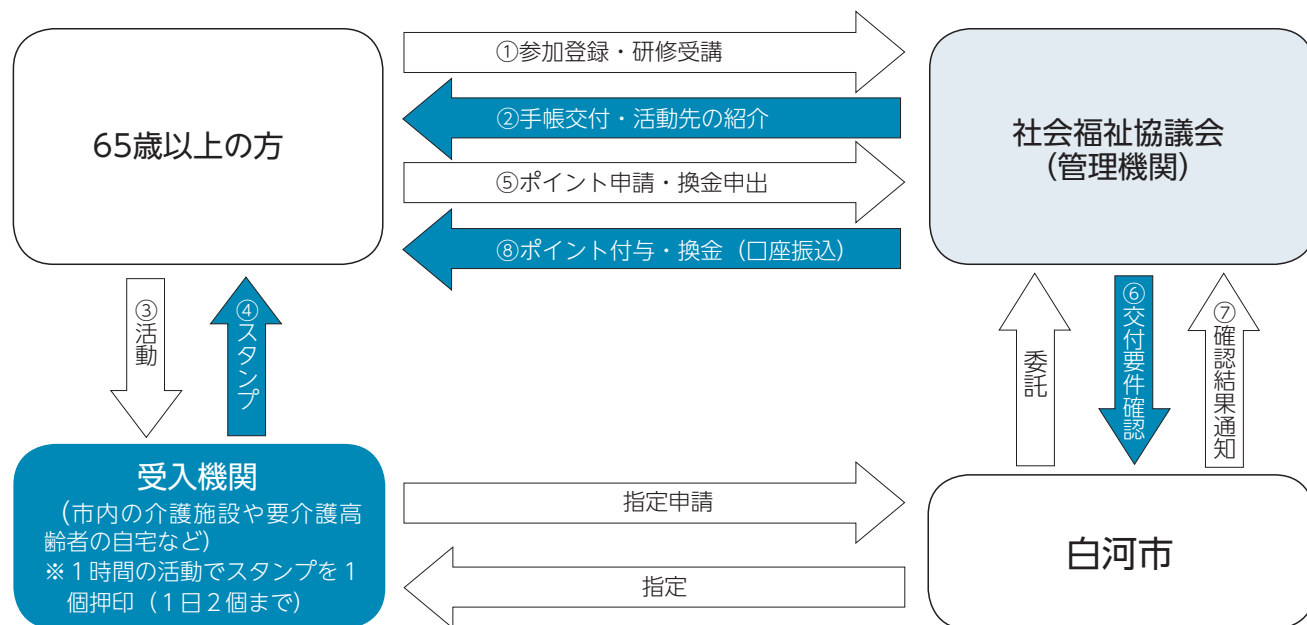 65歳以上の方
①参加登録・研修受講
②手帳交付・活動先の紹介
⑤ポイント申請・換金申出
⑧ポイント付与・換金（口座振込）
社会福祉協議会
（管理機関）
③活動
④スタンプ
委託
⑥交付要件確認
⑦確認結果通知
受入機関
（市内の介護施設や要介護高
齢者の自宅など）
※１時間の活動でスタンプを１
個押印（１日２個まで）
指定申請
指定
白河市